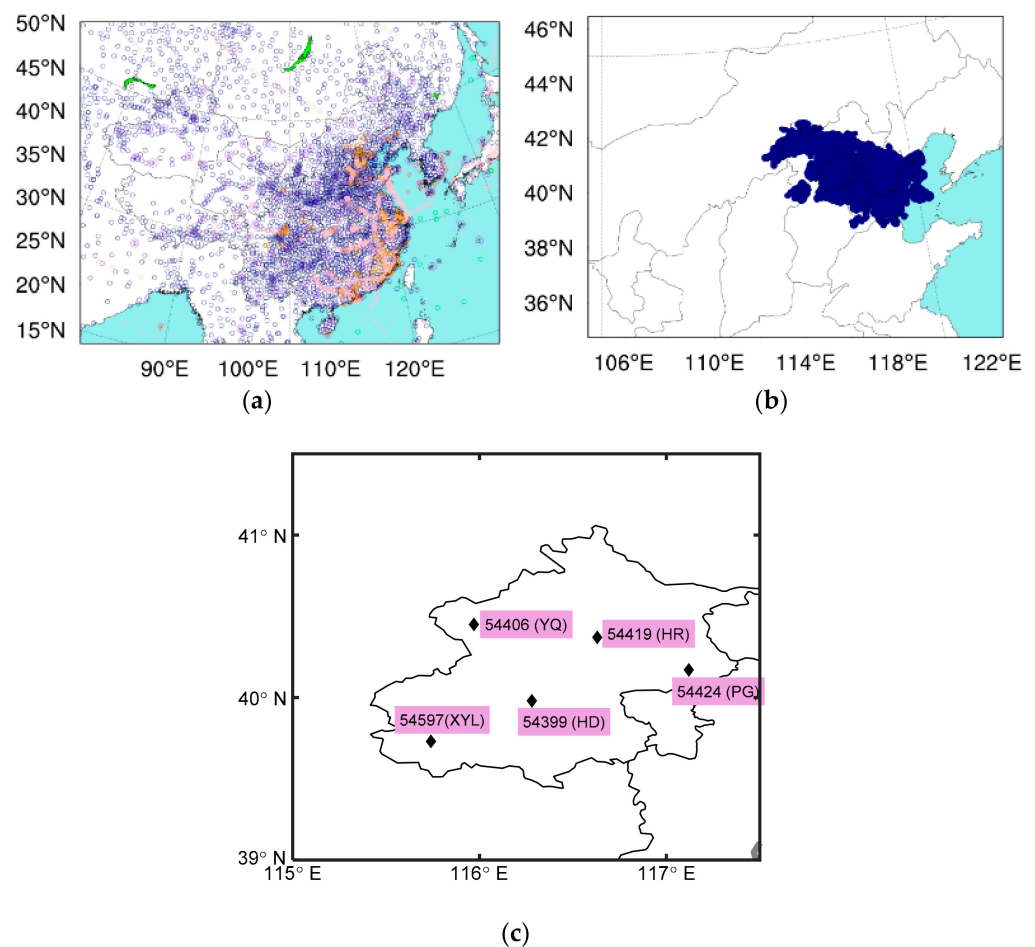 50°N
45°N
40°N
35°N
30°N
25°N
20°N
15°N
90°E 100°E 110°E 120°E
(a)
46°N
44°N
42°N
40°N
38°N
36°N
106°E 110°E 114°E 118°E 122°E
(b)
41° N
40° N
39° N
54406 (YQ)
54419 (HR)
54424 (PG)
54597(XYL)
54399 (HD)
115° E 116° E 117° E
(c)